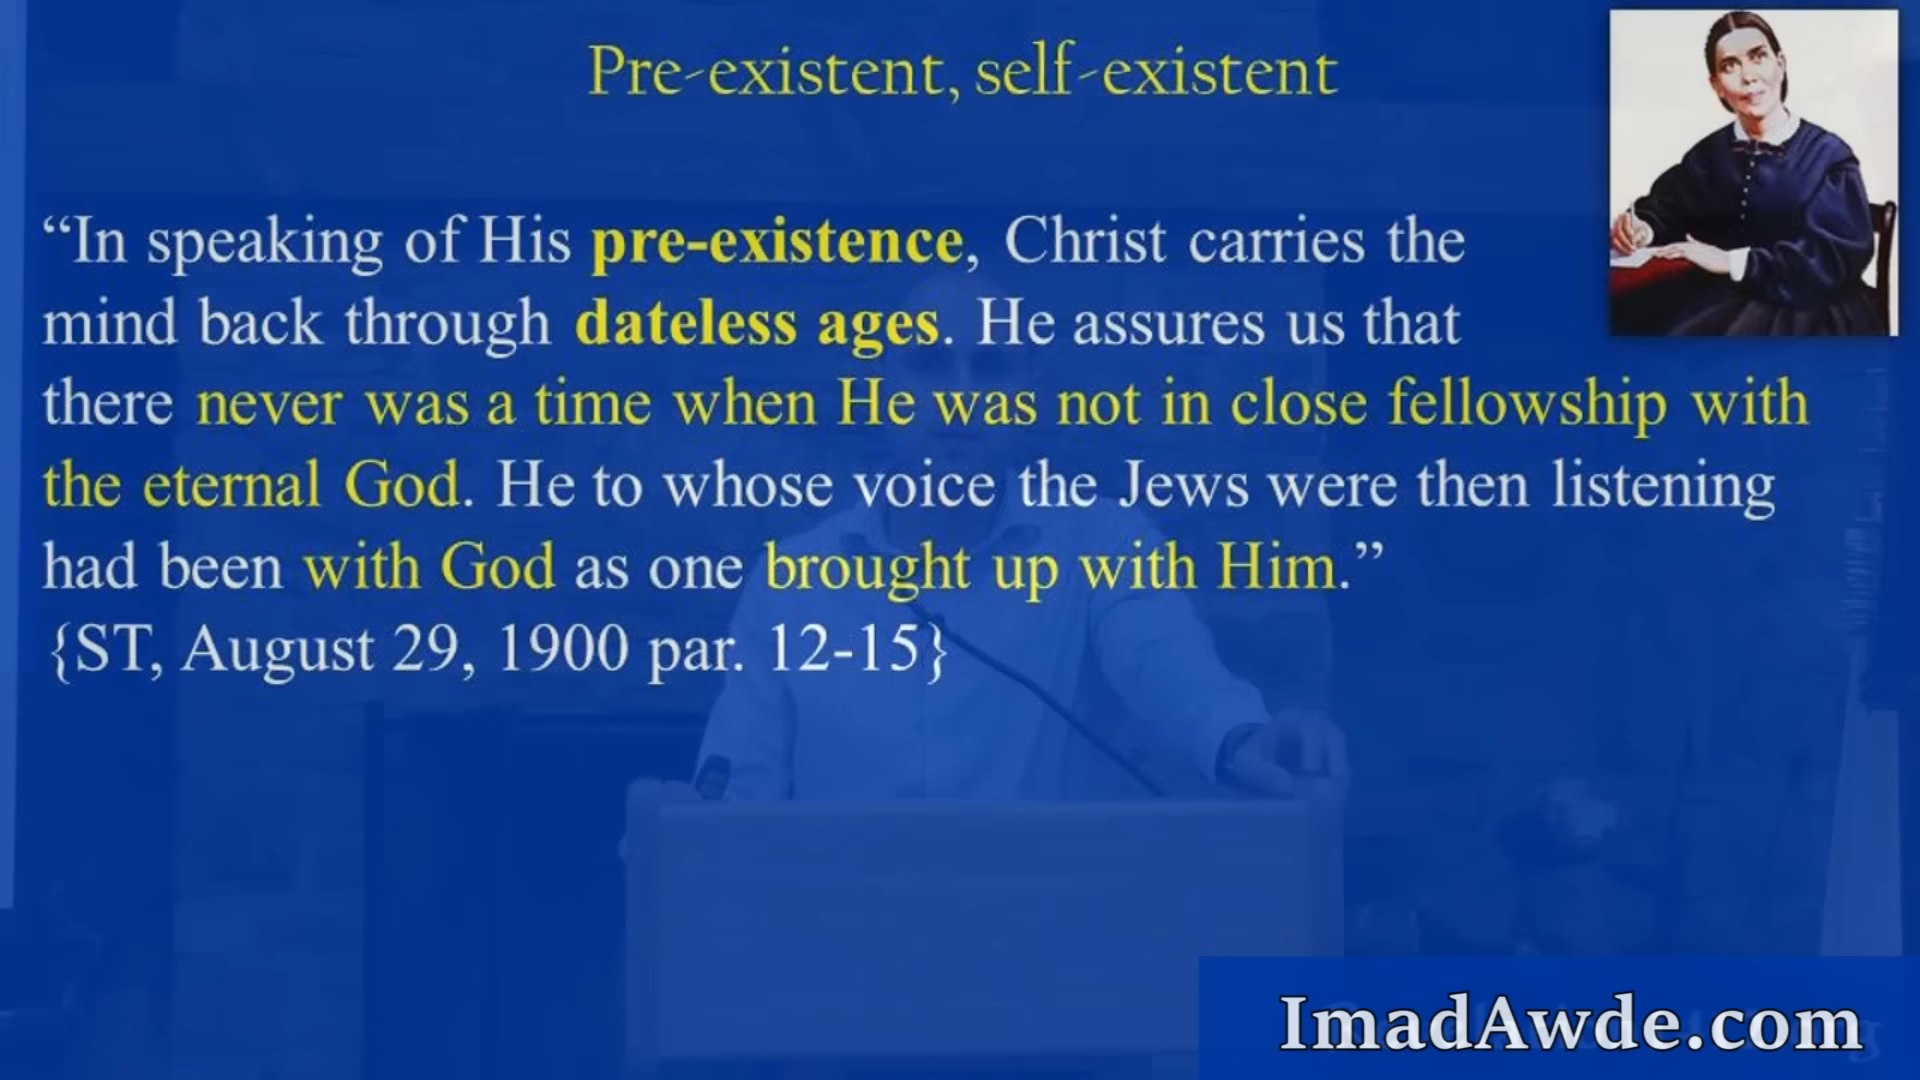 Pre-existent, self-existent
“In speaking of His pre-existence, Christ carries the
mind back through dateless ages. He assures us that
there never was a time when He was not in close fellowship with
the eternal God. He to whose voice the Jews were then listening
had been with God as one brought up with Him.”
{ST, August 29, 1900 par. 12-15}
ImadAwde.com